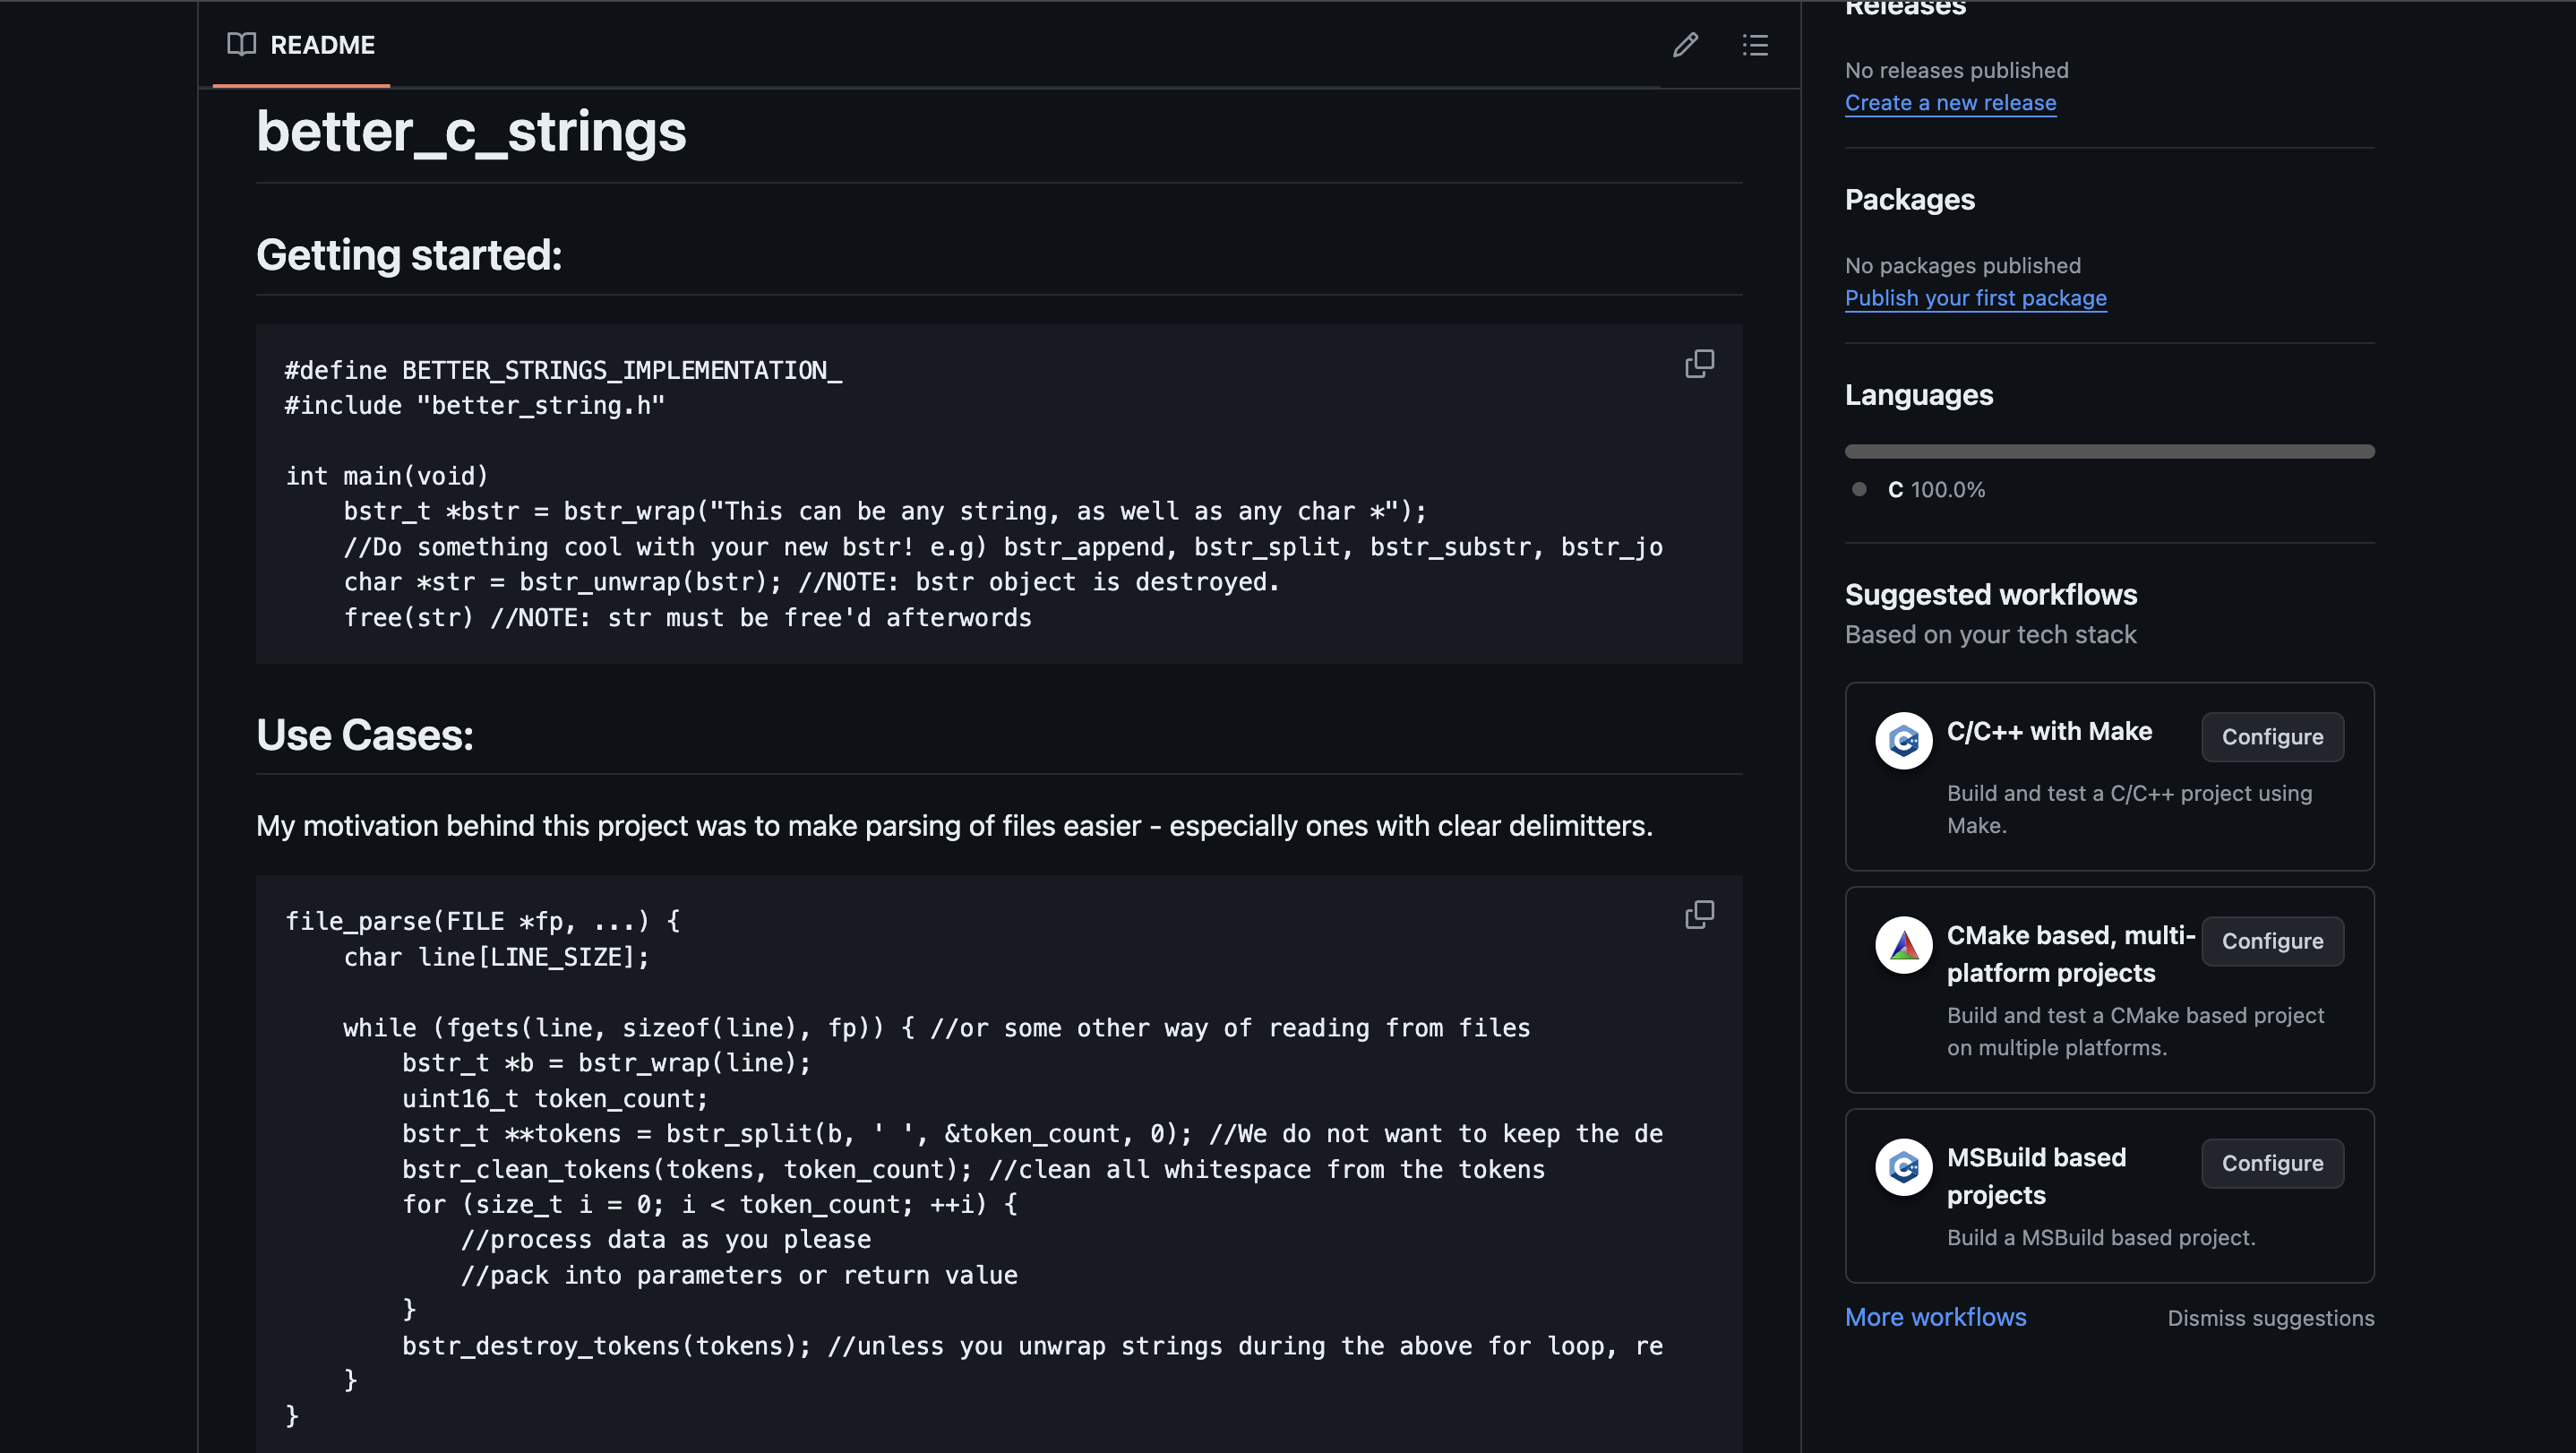 README
better_c_strings
Getting started:
#define BETTER_STRINGS_IMPLEMENTATION_
#include "better_string.h"
int main(void)
    bstr_t *bstr = bstr_wrap("This can be any string, as well as any char *");
    //Do something cool with your new bstr! e.g) bstr_append, bstr_split, bstr_substr, bstr_jo
    char *str = bstr_unwrap(bstr); //NOTE: bstr object is destroyed.
    free(str) //NOTE: str must be free'd afterwords
Use Cases:
My motivation behind this project was to make parsing of files easier - especially ones with clear delimitters.
file_parse(FILE *fp, ...) {
    char line[LINE_SIZE];
    while (fgets(line, sizeof(line), fp)) { //or some other way of reading from files
        bstr_t *b = bstr_wrap(line);
        uint16_t token_count;
        bstr_t **tokens = bstr_split(b, ' ', &token_count, 0); //We do not want to keep the de
        bstr_clean_tokens(tokens, token_count); //clean all whitespace from the tokens
        for (size_t i = 0; i < token_count; ++i) {
            //process data as you please
            //pack into parameters or return value
        }
        bstr_destroy_tokens(tokens); //unless you unwrap strings during the above for loop, re
    }
}
Releases
No releases published
Create a new release
Packages
No packages published
Publish your first package
Languages
C 100.0%
Suggested workflows
Based on your tech stack
C/C++ with Make
Configure
Build and test a C/C++ project using
Make.
CMake based, multi-
platform projects
Configure
Build and test a CMake based project
on multiple platforms.
MSBuild based
projects
Configure
Build a MSBuild based project.
More workflows
Dismiss suggestions